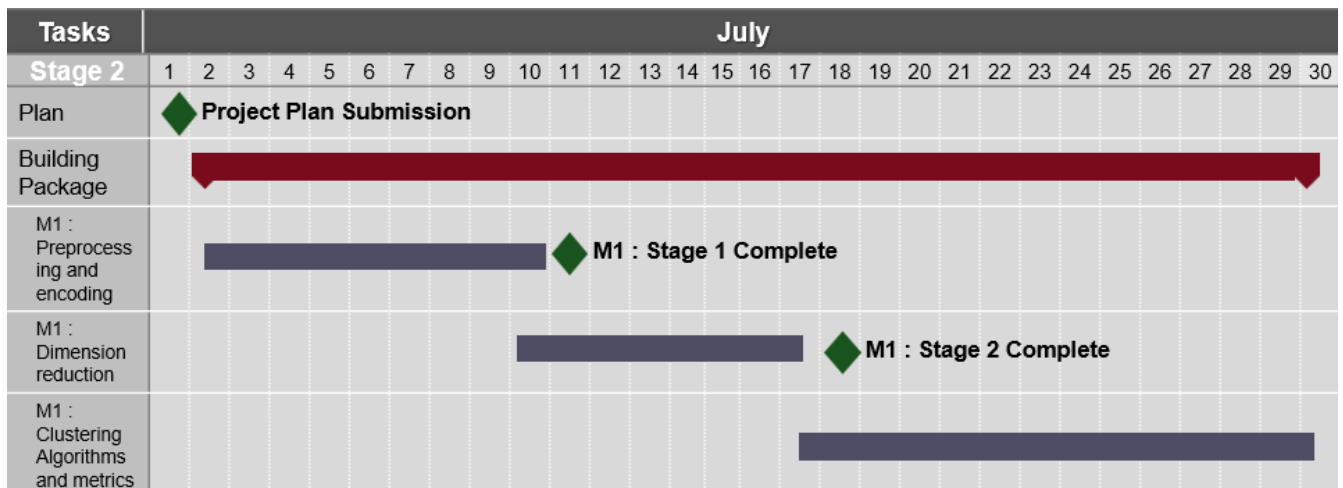 Tasks
July
Stage 2
1 2 3 4 5 6 7 8 9 10 11 12 13 14 15 16 17 18 19 20 21 22 23 24 25 26 27 28 29 30
Plan
Project Plan Submission
Building
Package
M1 :
Preprocess
ing and
encoding
M1 : Stage 1 Complete
M1 :
Dimension
reduction
M1 : Stage 2 Complete
M1 :
Clustering
Algorithms
and metrics